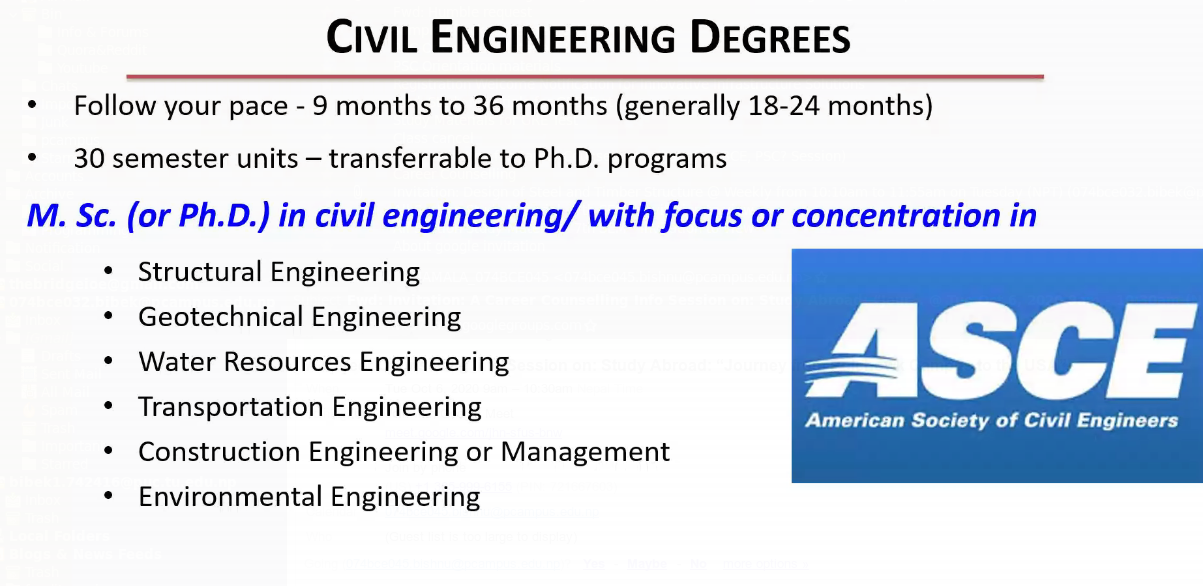 CIVIL ENGINEERING DEGREES
• Follow your pace - 9 months to 36 months (generally 18-24 months)
• 30 semester units – transferrable to Ph.D. programs
M. Sc. (or Ph.D.) in civil engineering/ with focus or concentration in
• Structural Engineering
• Geotechnical Engineering
• Water Resources Engineering
• Transportation Engineering
• Construction Engineering or Management
• Environmental Engineering
ASCE
American Society of Civil Engineers